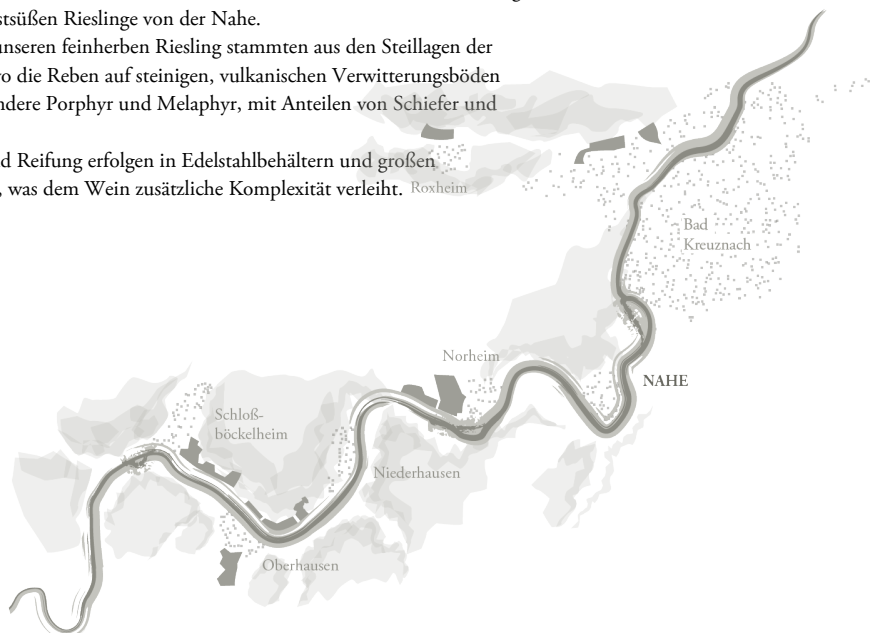 stsüßen Rieslinge von der Nahe.
unseren feinherben Riesling stammten aus den Steillagen der
o die Reben auf steinigen, vulkanischen Verwitterungsböden
ndere Porphyr und Melaphyr, mit Anteilen von Schiefer und
d Reifung erfolgen in Edelstahlbehältern und großen
, was dem Wein zusätzliche Komplexität verleiht.
Roxheim
Bad
Kreuznach
Norheim
NAHE
Schloß-
böckelheim
Niederhausen
Oberhausen